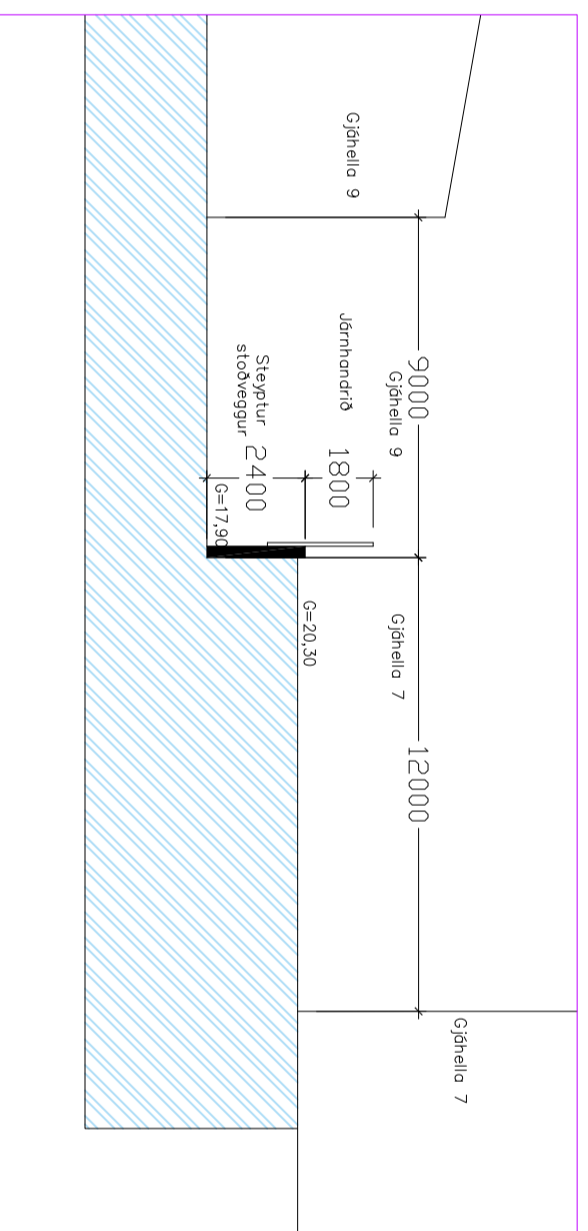 Gjáhella 9
9000
Gjáhella 9
Járnhandrið
1800
Steyptur
stoðveggur
2400
G=17,90
G=20,30
Gjáhella 7
12000
Gjáhella 7